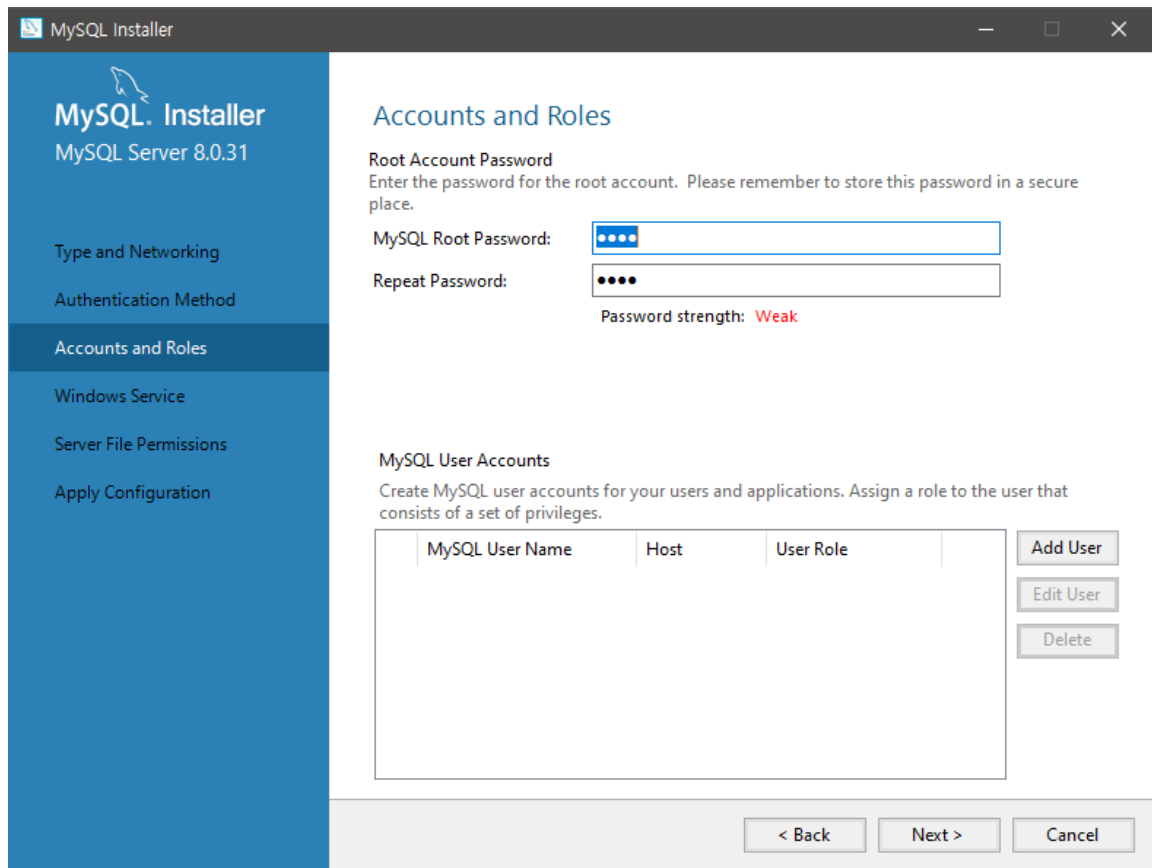 MySQL Installer
MySQL. Installer
MySQL Server 8.0.31
Type and Networking
Authentication Method
Accounts and Roles
Windows Service
Server File Permissions
Apply Configuration
Accounts and Roles
Root Account Password
Enter the password for the root account.  Please remember to store this password in a secure
place.
MySQL Root Password: ●●●●
Repeat Password: ●●●●
Password strength: Weak
MySQL User Accounts
Create MySQL user accounts for your users and applications. Assign a role to the user that
consists of a set of privileges.
MySQL User Name Host User Role
Add User
Edit User
Delete
< Back Next > Cancel